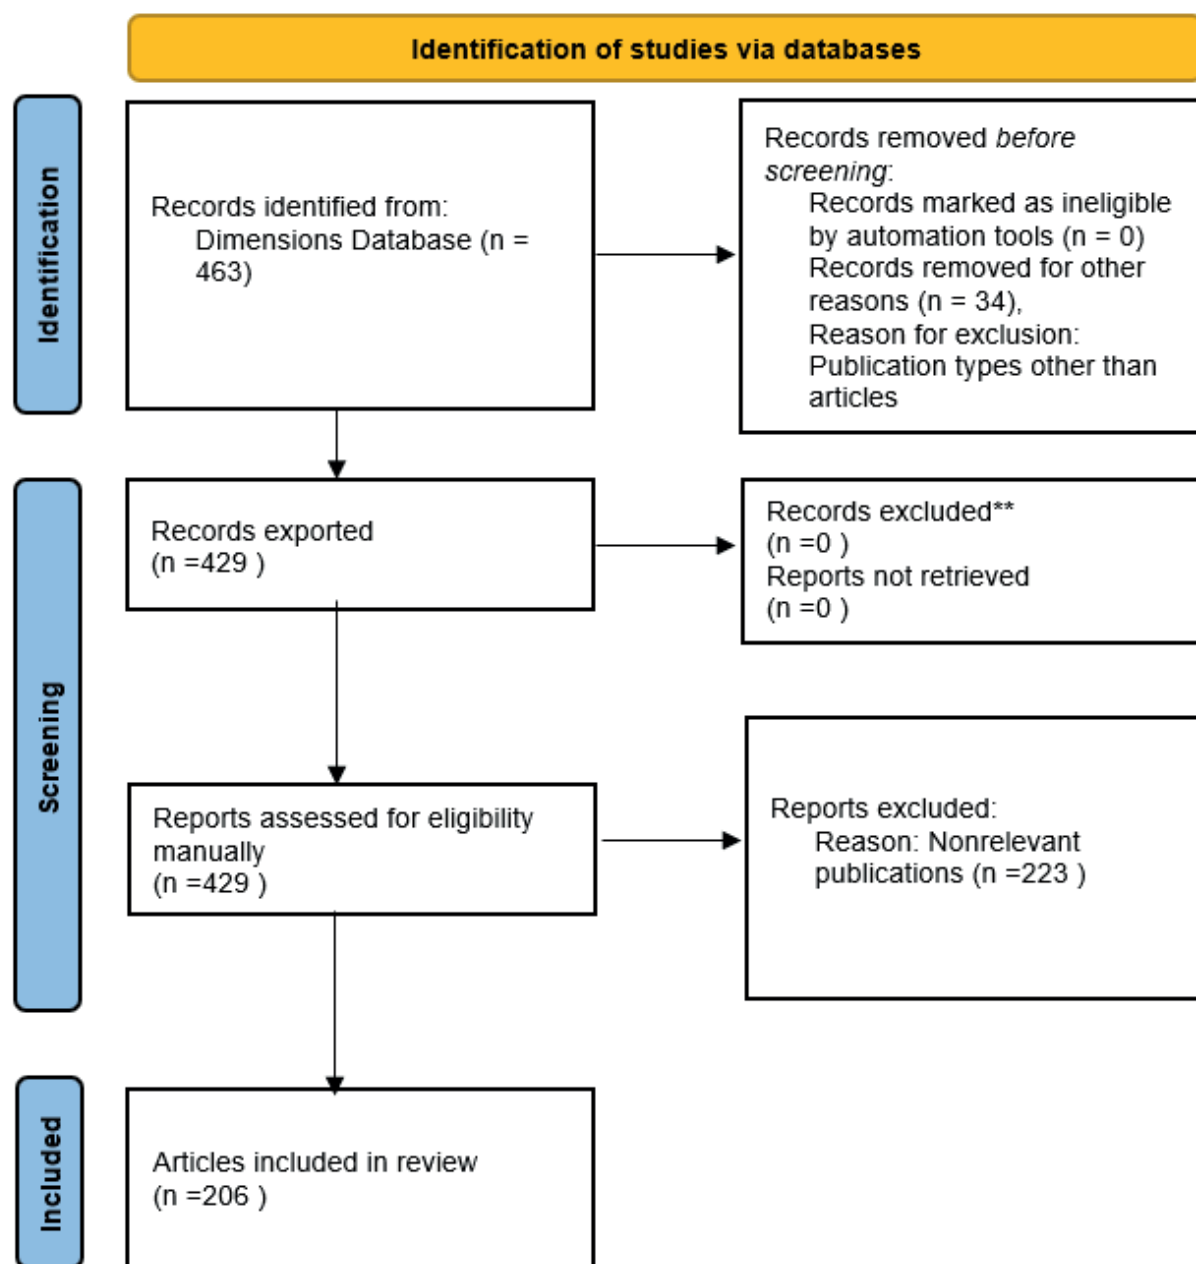 Identification of studies via databases
Identification
Records identified from:
Dimensions Database (n =
463)
Records removed before
screening:
Records marked as ineligible
by automation tools (n = 0)
Records removed for other
reasons (n = 34),
Reason for exclusion:
Publication types other than
articles
Screening
Records exported
(n =429 )
Records excluded**
(n =0 )
Reports not retrieved
(n =0 )
Reports assessed for eligibility
manually
(n =429 )
Reports excluded:
Reason: Nonrelevant
publications (n =223 )
Included
Articles included in review
(n =206 )